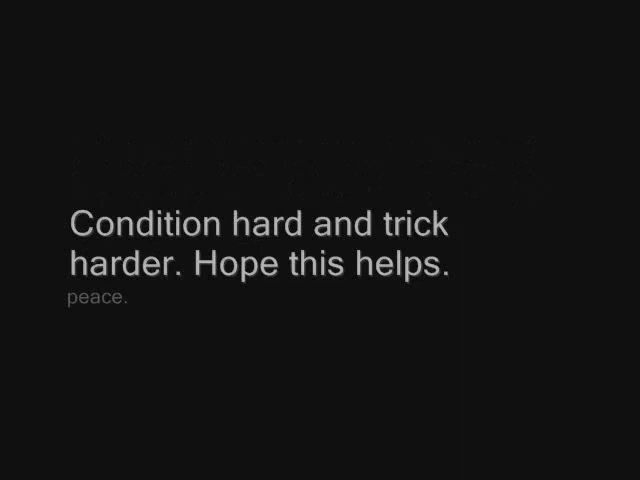 Condition hard and trick
harder. Hope this helps.
peace.